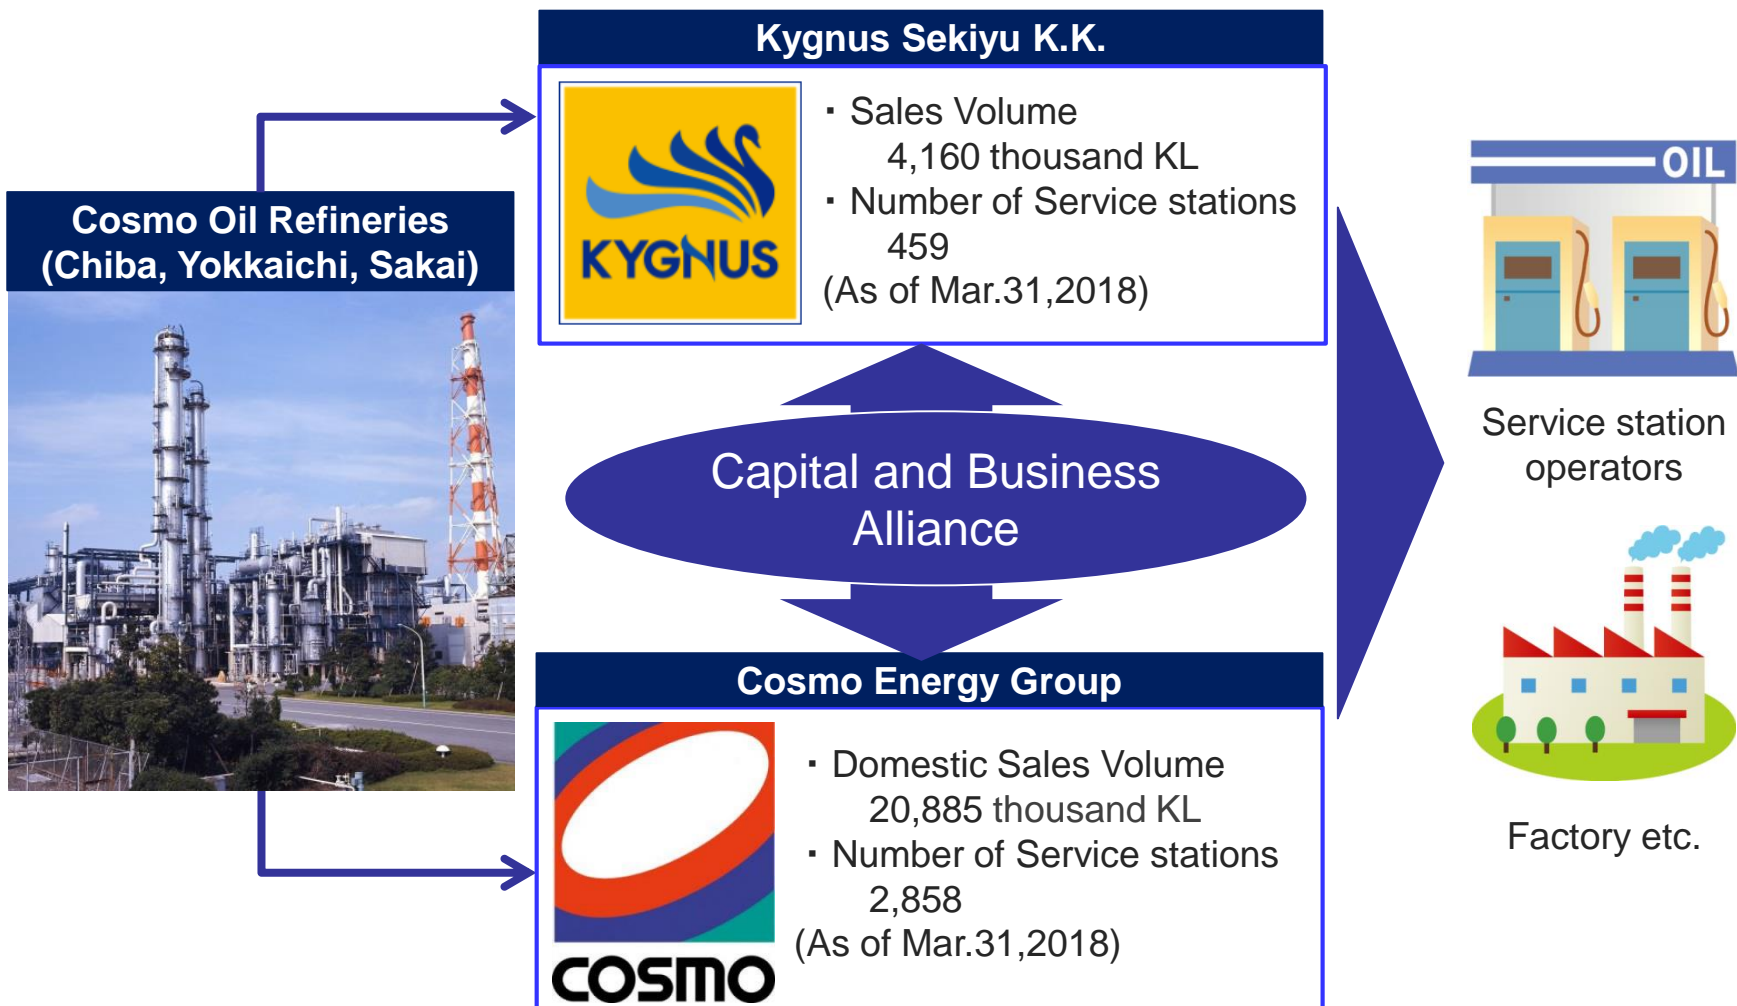 Kygnus Sekiyu K.K.
KYGNUS
・Sales Volume
4,160 thousand KL
・Number of Service stations
459
(As of Mar.31,2018)
Cosmo Oil Refineries
(Chiba, Yokkaichi, Sakai)
Capital and Business
Alliance
Cosmo Energy Group
COSMO
・Domestic Sales Volume
20,885 thousand KL
・Number of Service stations
2,858
(As of Mar.31,2018)
OIL
Service station
operators
Factory etc.